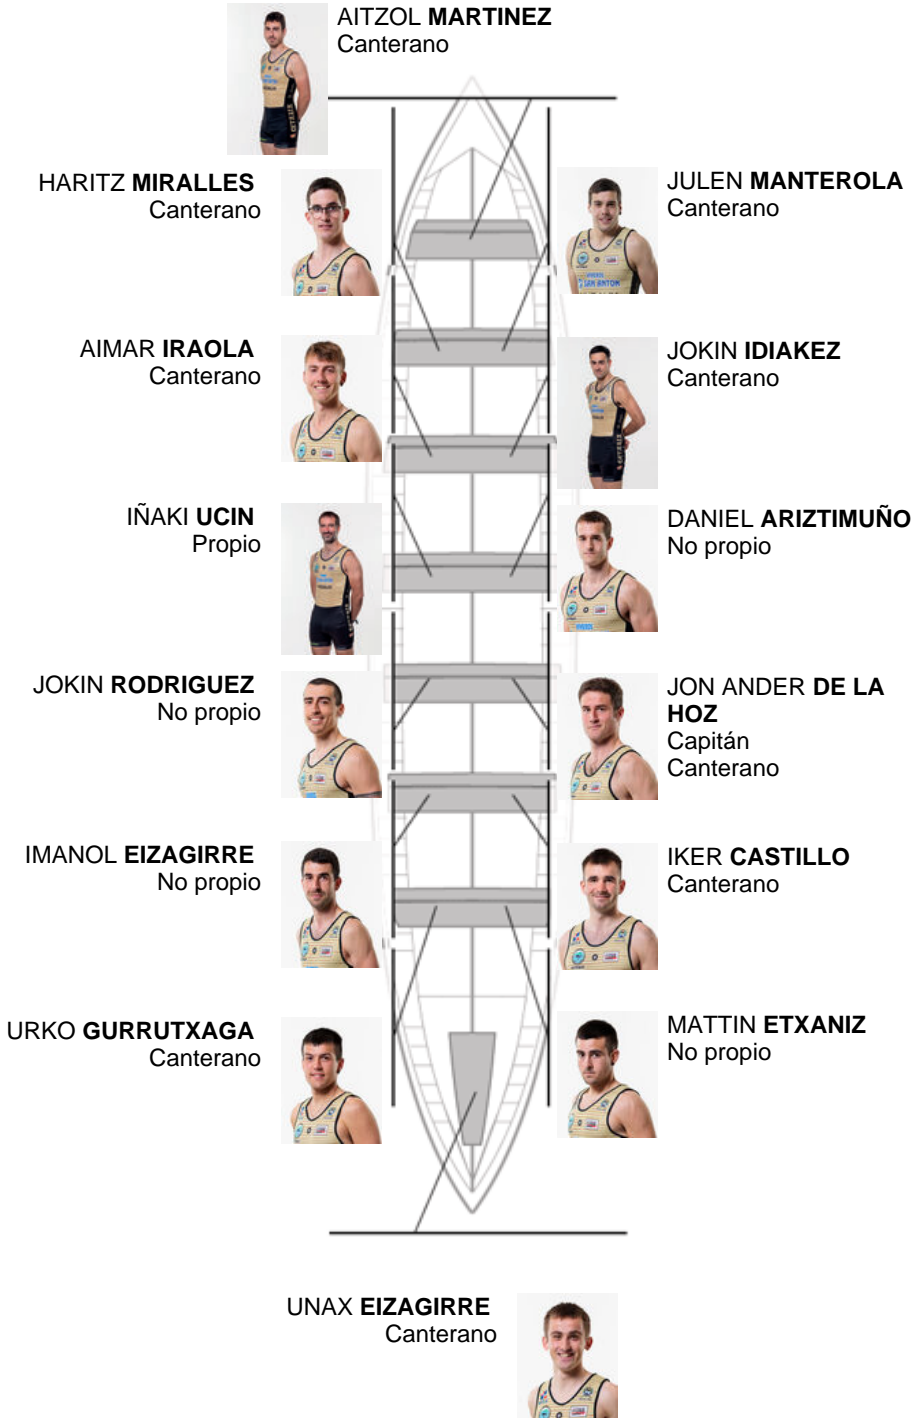 AITZOL MARTINEZ
Canterano
HARITZ MIRALLES
Canterano
JULEN MANTEROLA
Canterano
AIMAR IRAOLA
Canterano
JOKIN IDIAKEZ
Canterano
IÑAKI UCIN
Propio
DANIEL ARIZTIMUÑO
No propio
JOKIN RODRIGUEZ
No propio
JON ANDER DE LA
HOZ
Capitán
Canterano
IMANOL EIZAGIRRE
No propio
IKER CASTILLO
Canterano
URKO GURRUTXAGA
Canterano
MATTIN ETXANIZ
No propio
UNAX EIZAGIRRE
Canterano